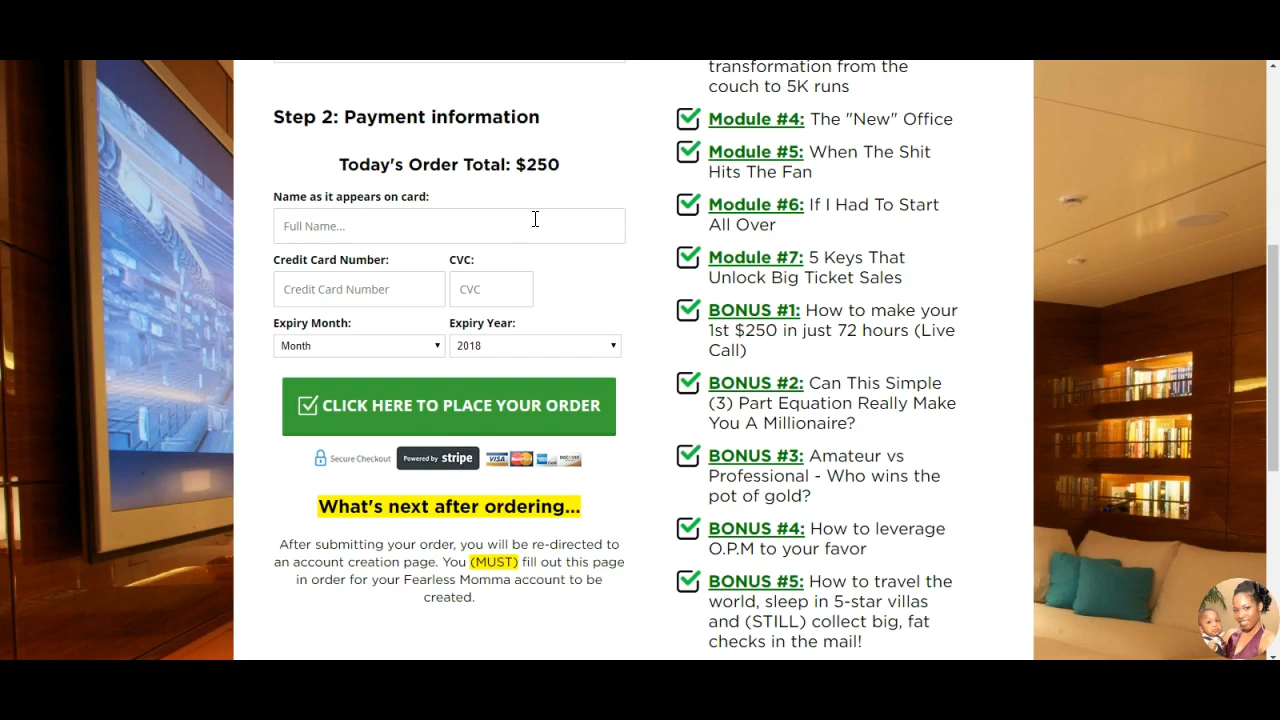 Step 2: Payment information
Today's Order Total: $250
Name as it appears on card:
Full Name...
Credit Card Number: CVC:
Credit Card Number CVC
Expiry Month: Expiry Year:
Month 2018
CLICK HERE TO PLACE YOUR ORDER
Secure Checkout Powered by stripe VISA MasterCard DISCOVER
What's next after ordering...
After submitting your order, you will be re-directed to
an account creation page. You (MUST) fill out this page
in order for your Fearless Momma account to be
created.
transformation from the
couch to 5K runs
Module #4: The "New" Office
Module #5: When The Shit
Hits The Fan
Module #6: If I Had To Start
All Over
Module #7: 5 Keys That
Unlock Big Ticket Sales
BONUS #1: How to make your
1st $250 in just 72 hours (Live
Call)
BONUS #2: Can This Simple
(3) Part Equation Really Make
You A Millionaire?
BONUS #3: Amateur vs
Professional - Who wins the
pot of gold?
BONUS #4: How to leverage
O.P.M to your favor
BONUS #5: How to travel the
world, sleep in 5-star villas
and (STILL) collect big, fat
checks in the mail!